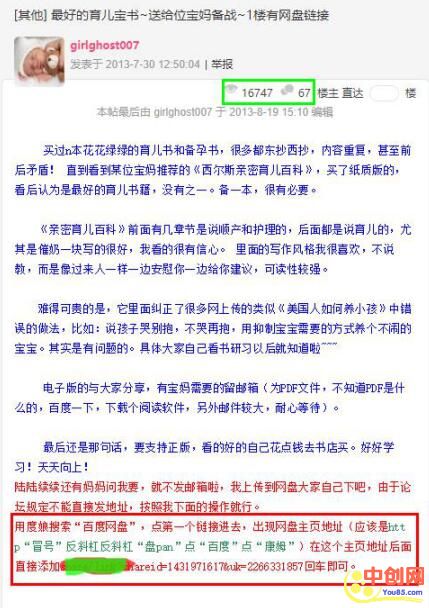 [其他] 最好的育儿宝书~送给位宝妈备战~1楼有网盘链接
girlghost007
发表于 2013-7-30 12:50:04 | 举报
16747 67 楼主 直达 楼
本帖最后由 girlghost007 于 2013-8-19 15:10 编辑
买过n本花花绿绿的育儿书和备孕书，很多都东抄西抄，内容重复，甚至前
后矛盾！ 直到看到某位宝妈推荐的《西尔斯亲密育儿百科》，买了纸质版的，
看后认为是最好的育儿书籍，没有之一。备一本，很有必要。
《亲密育儿百科》前面有几章节是说顺产和护理的，后面都是说育儿的，尤
其是催奶一块写的很好，我看的很有信心。 里面的写作风格我很喜欢，不说
教，而是像过来人一样一边安慰你一边给你建议，可读性较强。
难得可贵的是，它里面纠正了很多网上传的类似《美国人如何养小孩》中错
误的做法，比如：说孩子哭别抱，不哭再抱，用抑制宝宝需要的方式养个不闹的
宝宝。其实是有问题的。具体大家自己看书研习以后就知道啦~~~
电子版的与大家分享，有宝妈需要的留邮箱（为PDF文件，不知道PDF是什
么的，百度一下，下载个阅读软件，另外邮件较大，耐心等待）。
最后还是那句话，要支持正版，看的好的自己花点钱去书店买。好好学
习！天天向上！
陆陆续续还有妈妈问我要，就不发邮箱啦，我上传到网盘大家自己下吧，由于论
坛规定不能直接发地址，按照我下面的操作就行。
用度娘搜索“百度网盘”，点第一个链接进去，出现网盘主页地址（应该是htt
p“冒号”反斜杠反斜杠“盘pan”点“百度”点“康姆”）在这个主页地址后面
直接添加 areid=1431971617&uk=2266331857回车即可。
中创网
You85.com